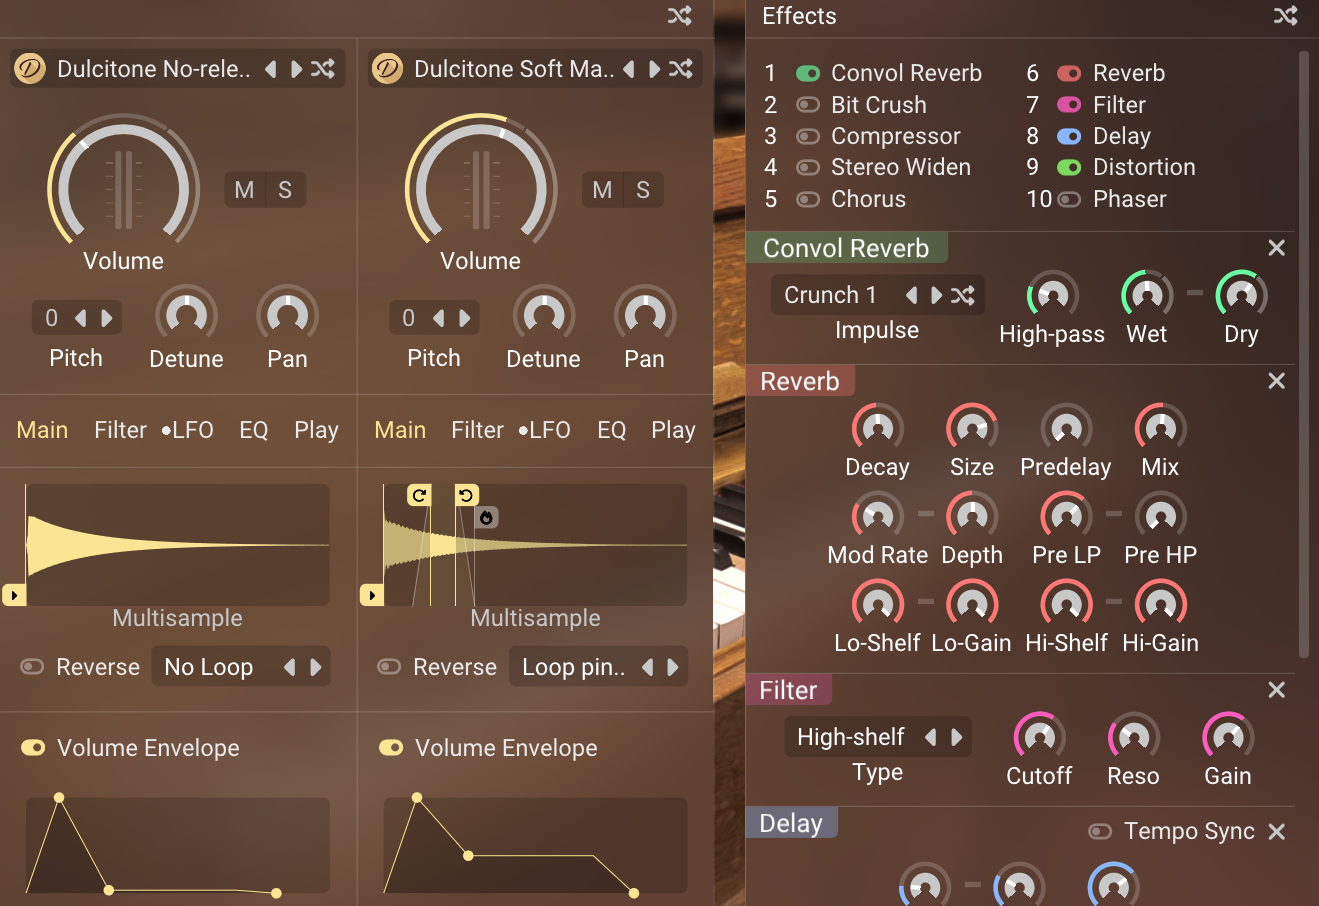 Dulcitone No-rele..
M S
Volume
0
Pitch
Detune
Pan
Main Filter •LFO EQ Play
Multisample
Reverse
No Loop
Volume Envelope
Dulcitone Soft Ma..
M S
Volume
0
Pitch
Detune
Pan
Main Filter •LFO EQ Play
Multisample
Reverse
Loop pin..
Volume Envelope
Effects
1 Convol Reverb
2 Bit Crush
3 Compressor
4 Stereo Widen
5 Chorus
6 Reverb
7 Filter
8 Delay
9 Distortion
10 Phaser
Convol Reverb
Crunch 1
Impulse
High-pass Wet Dry
Reverb
Decay Size Predelay Mix
Mod Rate Depth Pre LP Pre HP
Lo-Shelf Lo-Gain Hi-Shelf Hi-Gain
Filter
High-shelf
Type
Cutoff Reso Gain
Delay
Tempo Sync